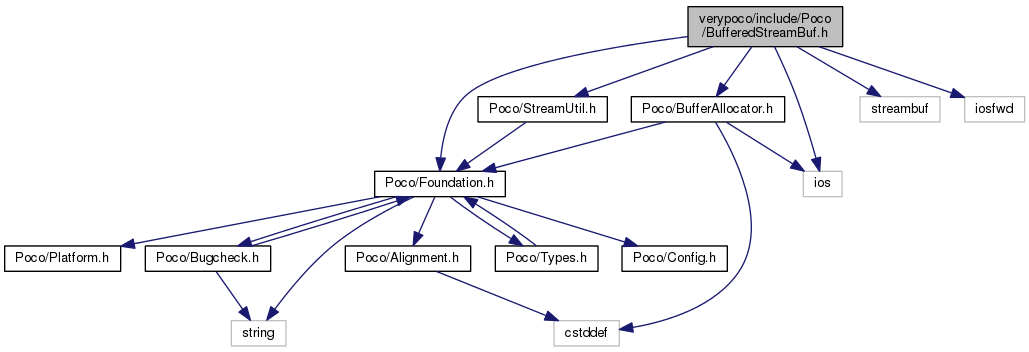 verypoco/include/Poco
/BufferedStreamBuf.h
Poco/StreamUtil.h
Poco/BufferAllocator.h
streambuf
iosfwd
Poco/Foundation.h
ios
Poco/Platform.h
Poco/Bugcheck.h
Poco/Alignment.h
Poco/Types.h
Poco/Config.h
string
cstddef